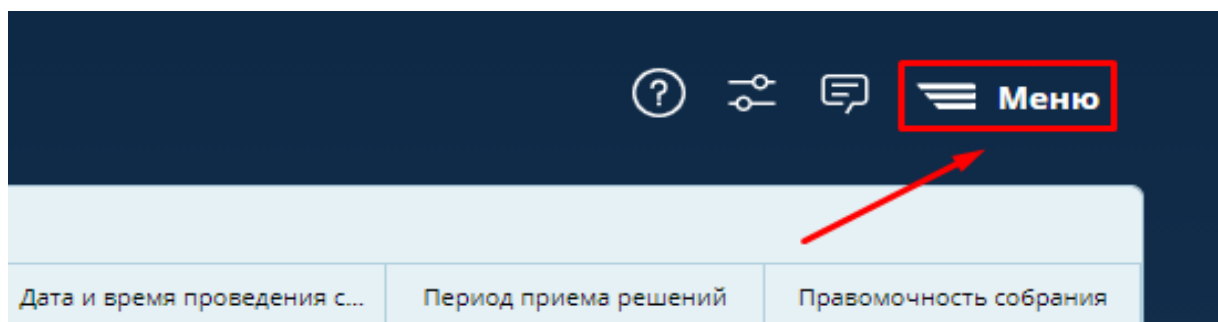 Меню
Дата и время проведения с... Период приема решений Правомочность собрания